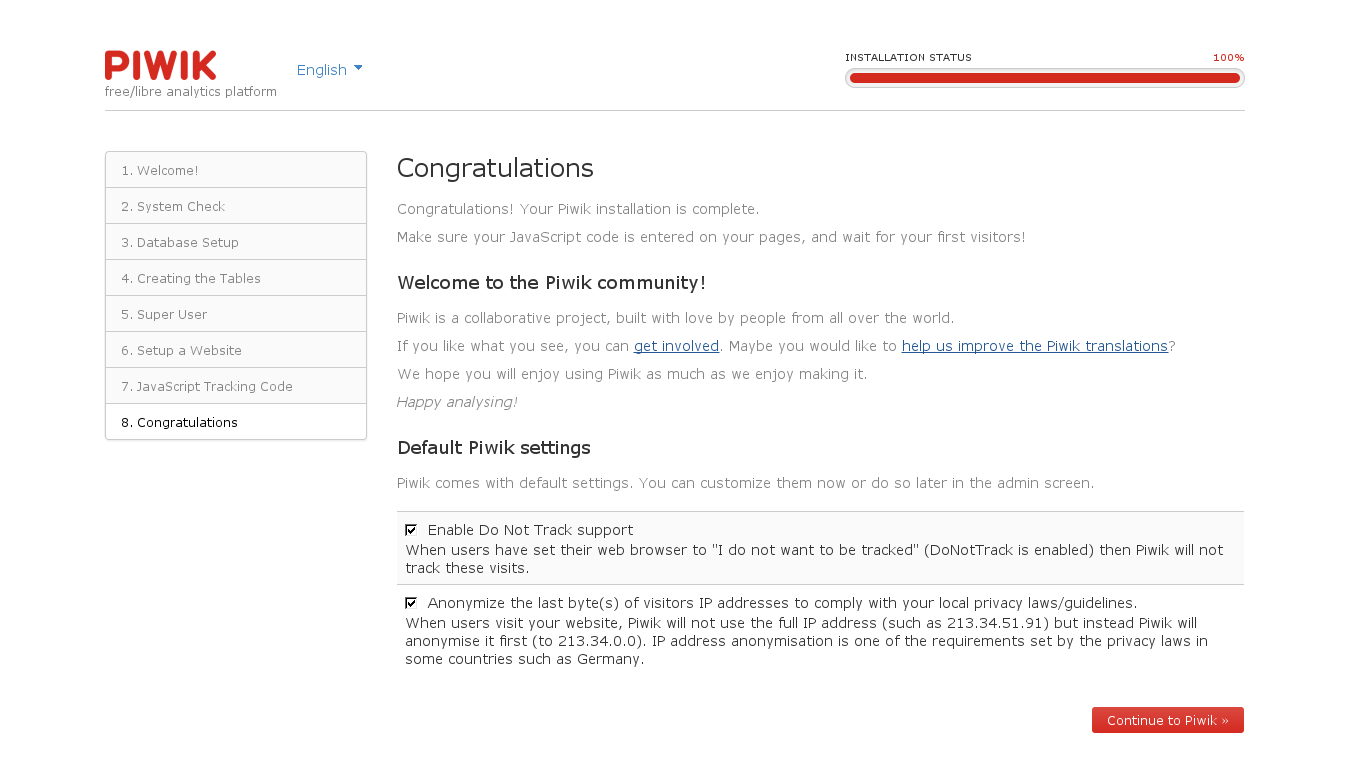 PIWIK
free/libre analytics platform
English
INSTALLATION STATUS 100%
1. Welcome!
2. System Check
3. Database Setup
4. Creating the Tables
5. Super User
6. Setup a Website
7. JavaScript Tracking Code
8. Congratulations
Congratulations
Congratulations! Your Piwik installation is complete.
Make sure your JavaScript code is entered on your pages, and wait for your first visitors!
Welcome to the Piwik community!
Piwik is a collaborative project, built with love by people from all over the world.
If you like what you see, you can get involved. Maybe you would like to help us improve the Piwik translations?
We hope you will enjoy using Piwik as much as we enjoy making it.
Happy analysing!
Default Piwik settings
Piwik comes with default settings. You can customize them now or do so later in the admin screen.
Enable Do Not Track support
When users have set their web browser to "I do not want to be tracked" (DoNotTrack is enabled) then Piwik will not
track these visits.
Anonymize the last byte(s) of visitors IP addresses to comply with your local privacy laws/guidelines.
When users visit your website, Piwik will not use the full IP address (such as 213.34.51.91) but instead Piwik will
anonymise it first (to 213.34.0.0). IP address anonymisation is one of the requirements set by the privacy laws in
some countries such as Germany.
Continue to Piwik »